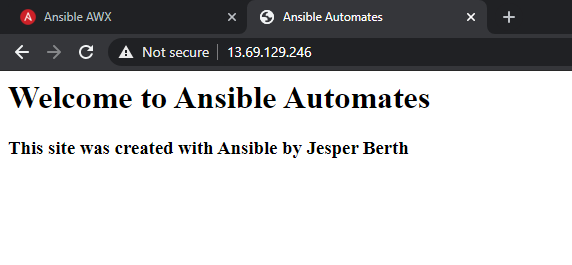 Ansible AWX
Ansible Automates
Not secure
13.69.129.246
Welcome to Ansible Automates
This site was created with Ansible by Jesper Berth